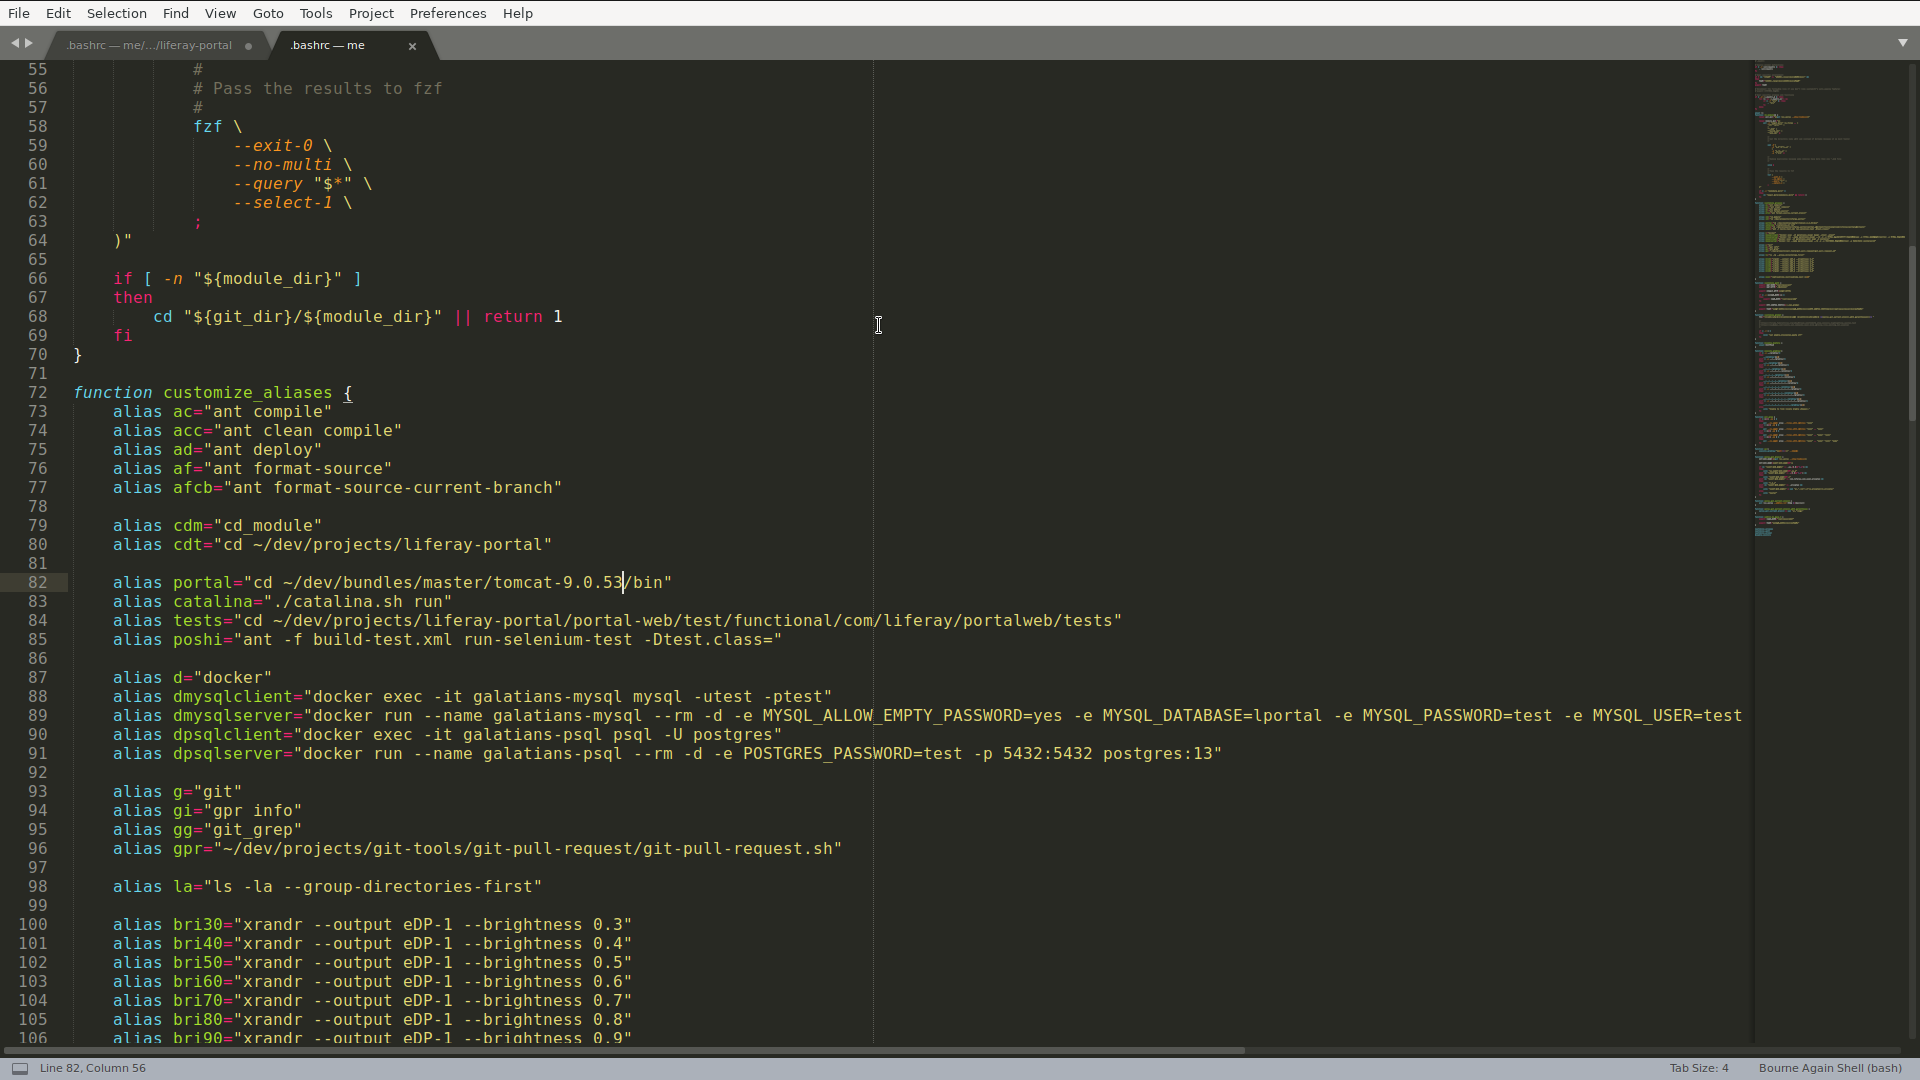 File Edit Selection Find View Goto Tools Project Preferences Help
.bashrc — me/.../liferay-portal
.bashrc — me
55 #
56 # Pass the results to fzf
57 #
58 fzf \
59 --exit-0 \
60 --no-multi \
61 --query "$*" \
62 --select-1 \
63 ;
64 )"
65
66 if [ -n "${module_dir}" ]
67 then
68 cd "${git_dir}/${module_dir}" || return 1
69 fi
70 }
71
72 function customize_aliases {
73 alias ac="ant compile"
74 alias acc="ant clean compile"
75 alias ad="ant deploy"
76 alias af="ant format-source"
77 alias afcb="ant format-source-current-branch"
78
79 alias cdm="cd_module"
80 alias cdt="cd ~/dev/projects/liferay-portal"
81
82 alias portal="cd ~/dev/bundles/master/tomcat-9.0.53/bin"
83 alias catalina="./catalina.sh run"
84 alias tests="cd ~/dev/projects/liferay-portal/portal-web/test/functional/com/liferay/portalweb/tests"
85 alias poshi="ant -f build-test.xml run-selenium-test -Dtest.class="
86
87 alias d="docker"
88 alias dmysqlclient="docker exec -it galatians-mysql mysql -utest -ptest"
89 alias dmysqlserver="docker run --name galatians-mysql --rm -d -e MYSQL_ALLOW_EMPTY_PASSWORD=yes -e MYSQL_DATABASE=lportal -e MYSQL_PASSWORD=test -e MYSQL_USER=test
90 alias dpsqlclient="docker exec -it galatians-psql psql -U postgres"
91 alias dpsqlserver="docker run --name galatians-psql --rm -d -e POSTGRES_PASSWORD=test -p 5432:5432 postgres:13"
92
93 alias g="git"
94 alias gi="gpr info"
95 alias gg="git_grep"
96 alias gpr="~/dev/projects/git-tools/git-pull-request/git-pull-request.sh"
97
98 alias la="ls -la --group-directories-first"
99
100 alias bri30="xrandr --output eDP-1 --brightness 0.3"
101 alias bri40="xrandr --output eDP-1 --brightness 0.4"
102 alias bri50="xrandr --output eDP-1 --brightness 0.5"
103 alias bri60="xrandr --output eDP-1 --brightness 0.6"
104 alias bri70="xrandr --output eDP-1 --brightness 0.7"
105 alias bri80="xrandr --output eDP-1 --brightness 0.8"
106 alias bri90="xrandr --output eDP-1 --brightness 0.9"
Line 82, Column 56
Tab Size: 4
Bourne Again Shell (bash)